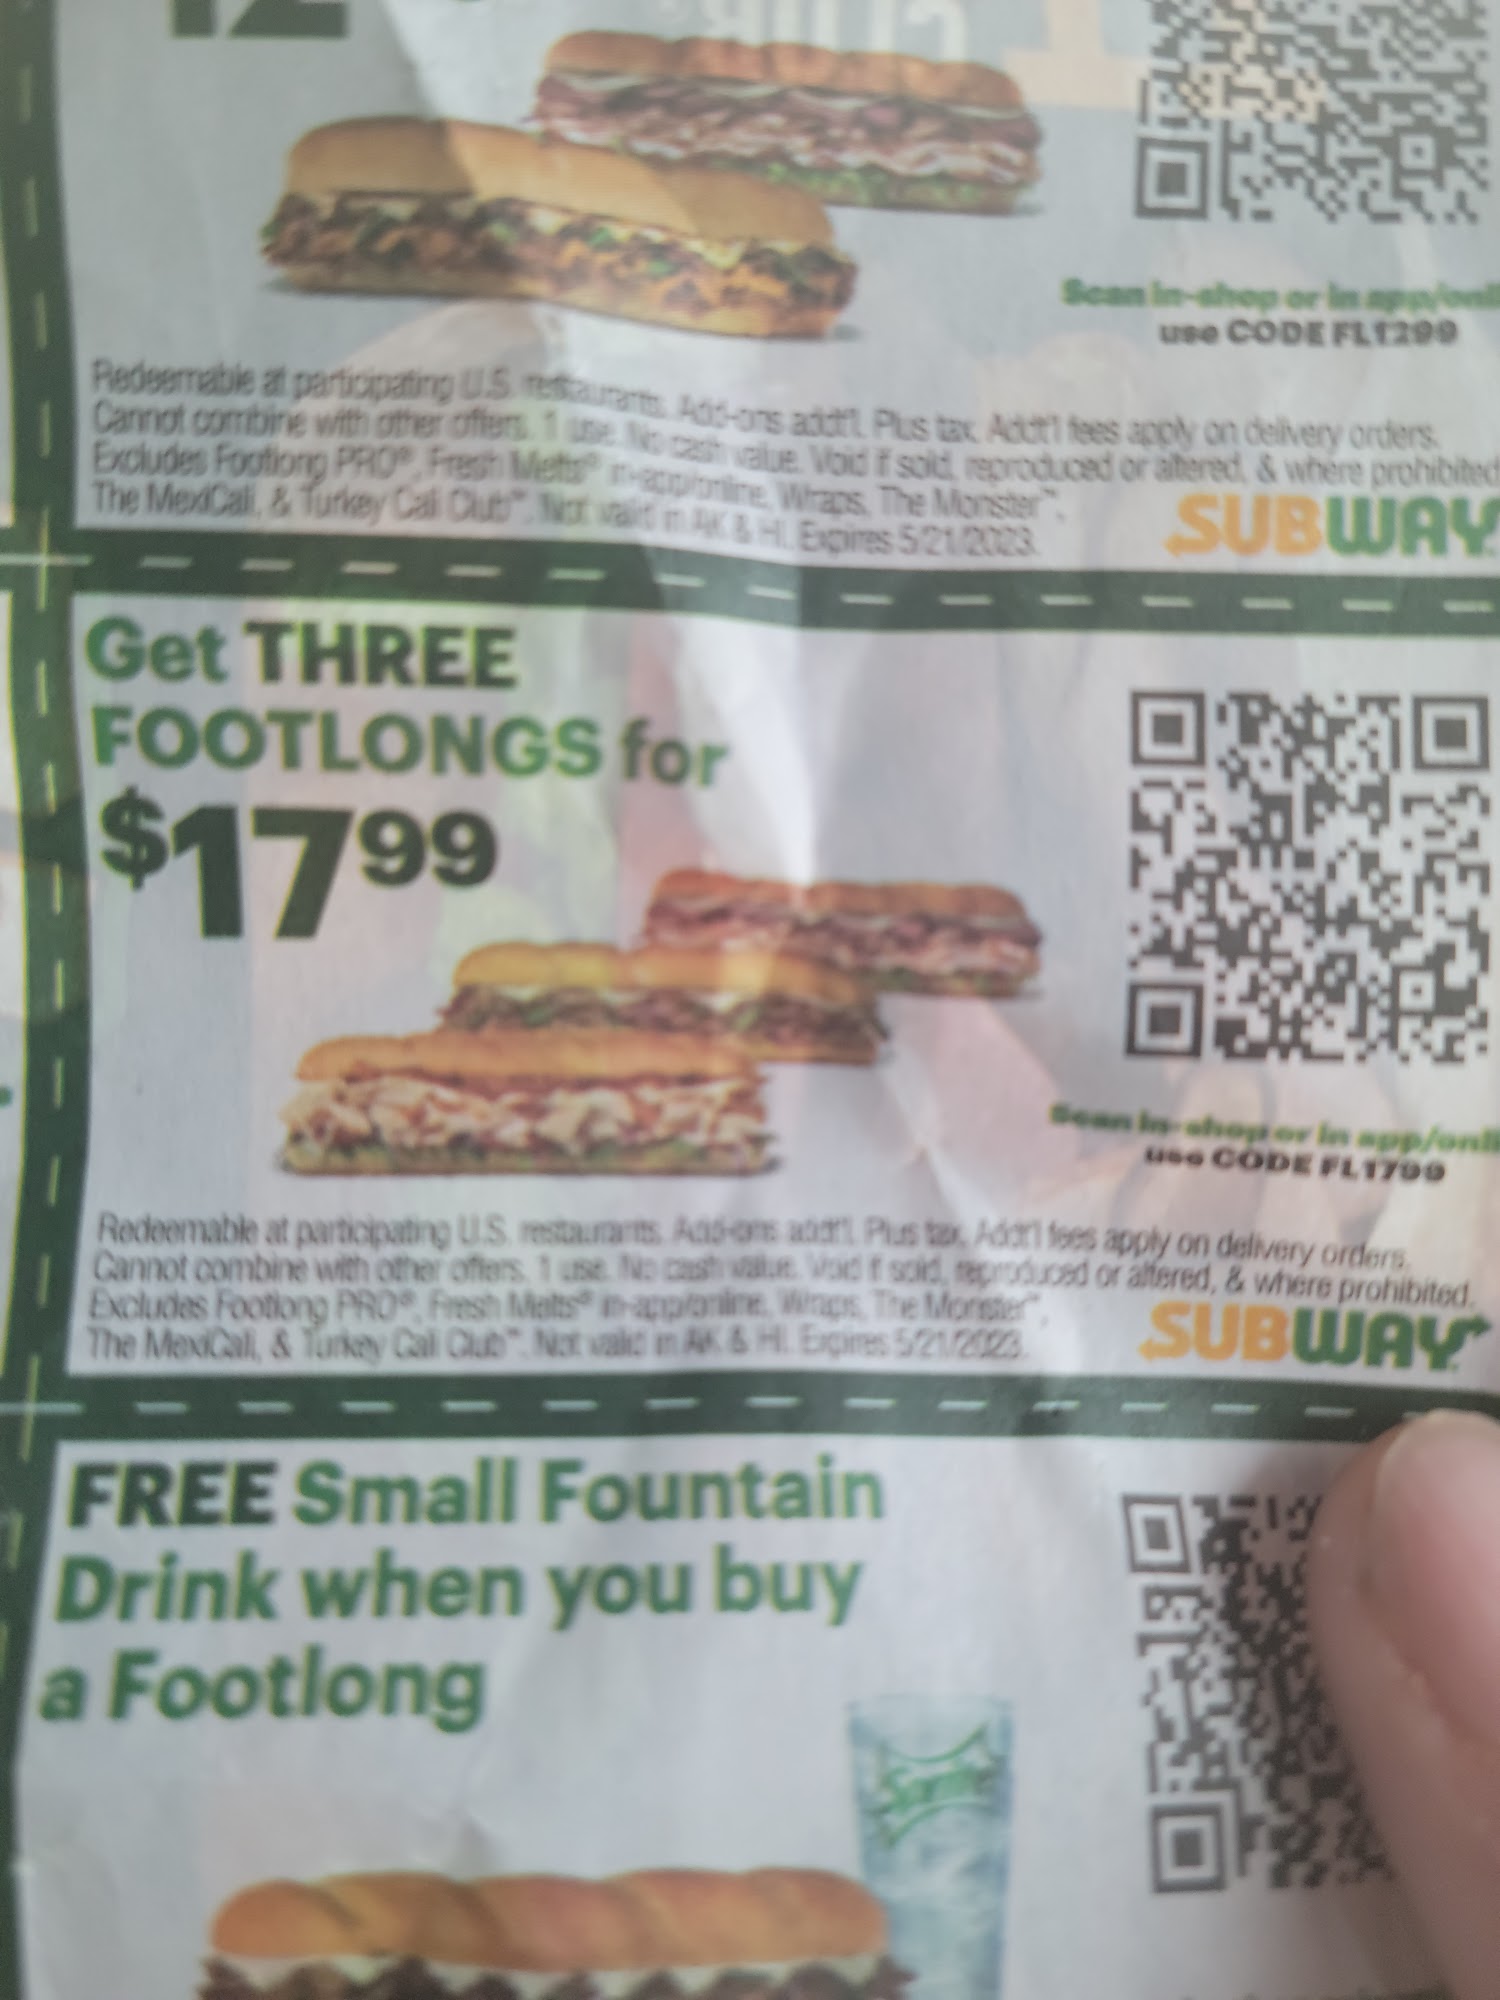 12
Scan in-shop or in app/onli
use CODE FL1299
Redeemable at participating U.S. restaurants. Add-ons addt'l. Plus tax. Addt'l fees apply on delivery orders.
Cannot combine with other offers. 1 use. No cash value. Void if sold, reproduced or altered, & where prohibited
Excludes Footlong PRO®, Fresh Melts® in-app/online, Wraps, The Monster™,
The MexiCali, & Turkey Cali Club™. Not valid in AK & HI. Expires 5/21/2023.
SUBWAY
Get THREE
FOOTLONGS for
$1799
Scan in-shop or in app/onli
use CODE FL1799
Redeemable at participating U.S. restaurants. Add-ons addt'l. Plus tax. Addt'l fees apply on delivery orders.
Cannot combine with other offers. 1 use. No cash value. Void if sold, reproduced or altered, & where prohibited.
Excludes Footlong PRO®, Fresh Melts® in-app/online, Wraps, The Monster™,
The MexiCali, & Turkey Cali Club™. Not valid in AK & HI. Expires 5/21/2023.
SUBWAY
FREE Small Fountain
Drink when you buy
a Footlong
Sprite